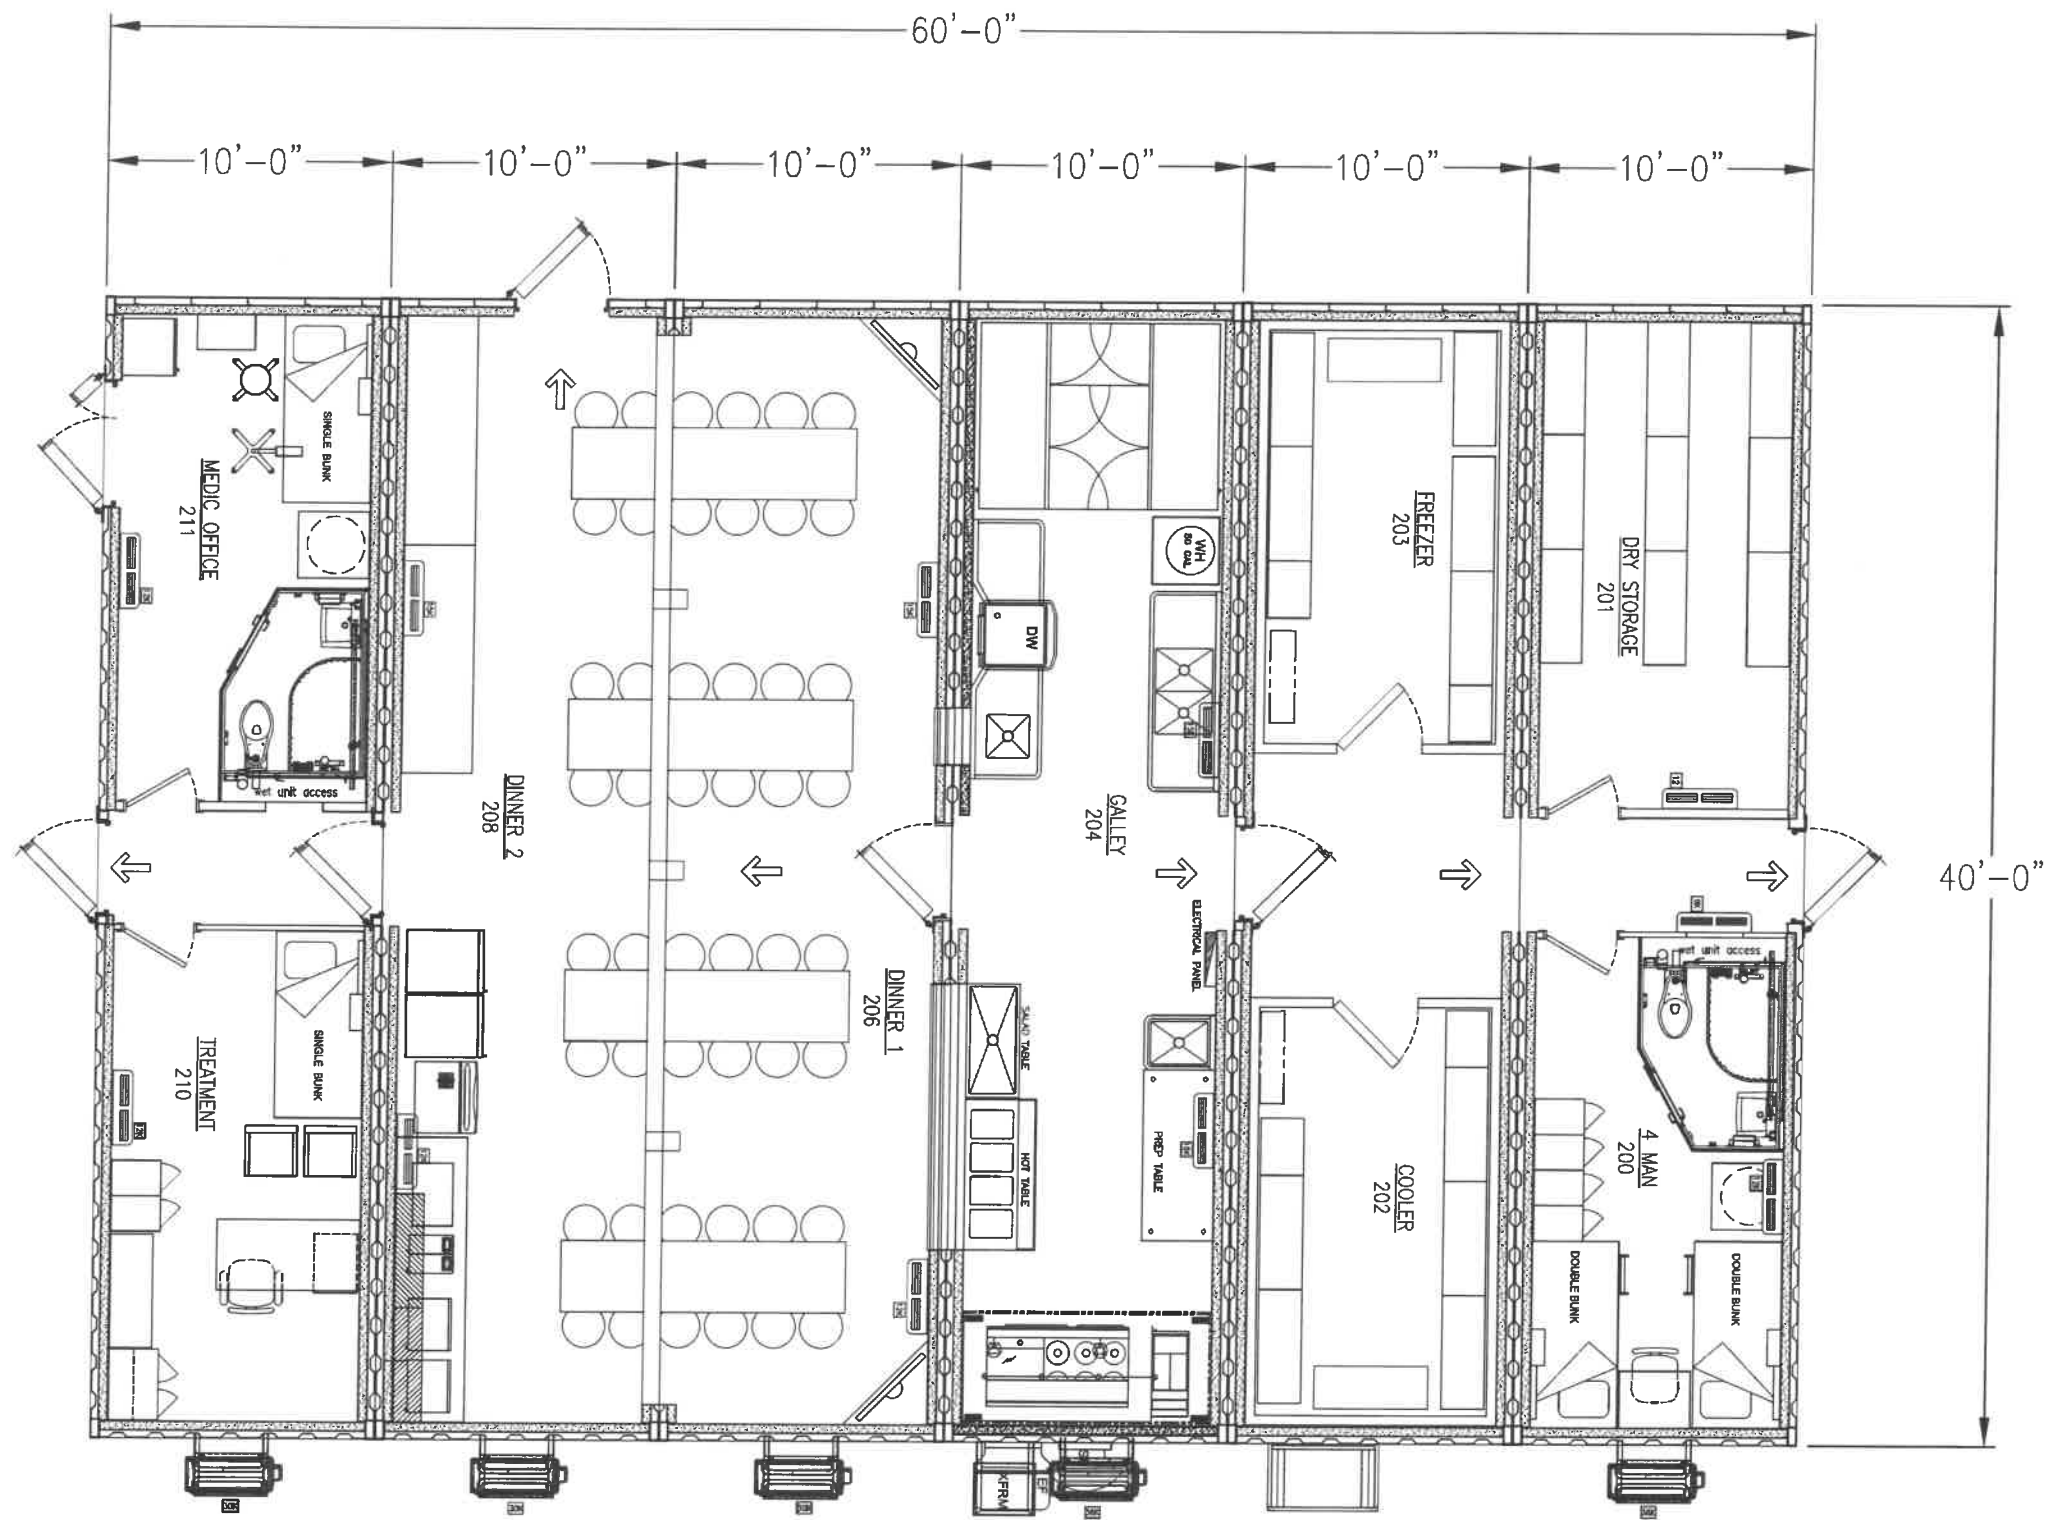 60'-0"
10'-0"
10'-0"
10'-0"
10'-0"
10'-0"
10'-0"
40'-0"
SINGLE BUNK
MEDIC OFFICE
211
wet unit access
DINNER 2
208
DW
WH
GALLEY
204
FREEZER
203
DRY STORAGE
201
12
ELECTRICAL PANEL
wet unit access
SINGLE BUNK
TREATMENT
210
DINNER 1
206
SALAD TABLE
HOT TABLE
PREP TABLE
COOLER
202
4 MAN
200
DOUBLE BUNK
DOUBLE BUNK
XFRM
EF